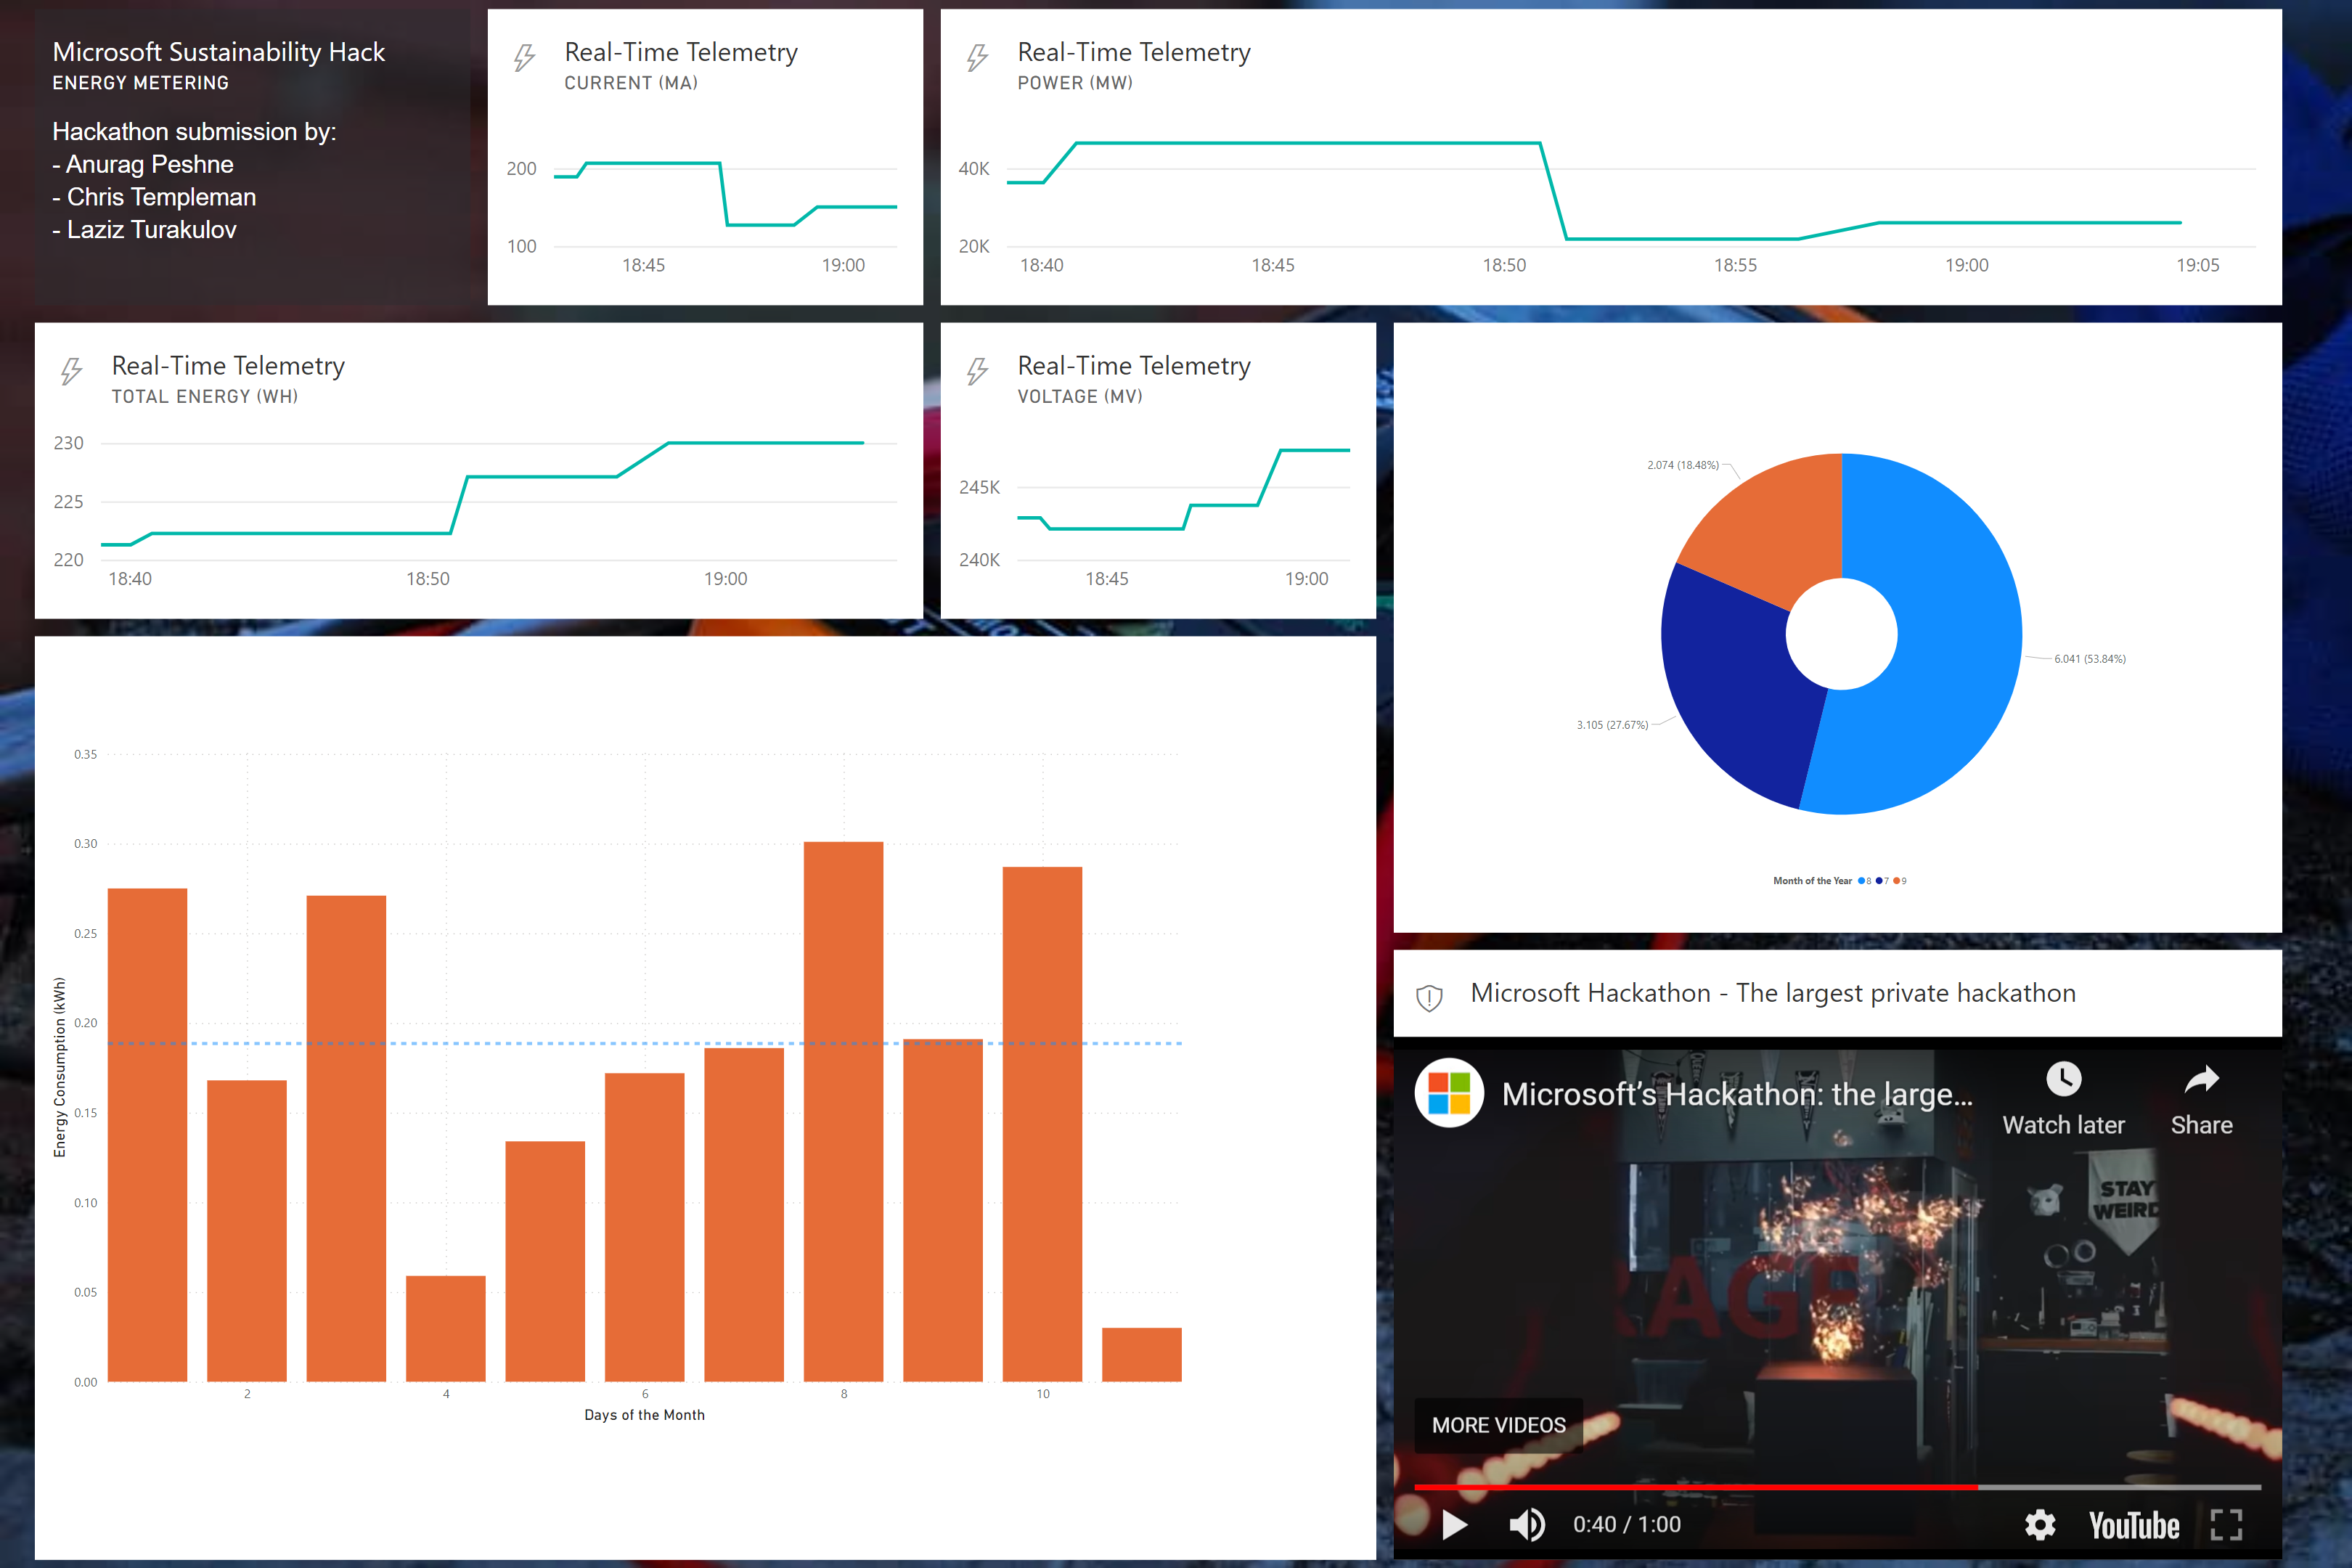 Microsoft Sustainability Hack
ENERGY METERING
Hackathon submission by:
- Anurag Peshne
- Chris Templeman
- Laziz Turakulov
Real-Time Telemetry
CURRENT (MA)
200
100
18:45
19:00
Real-Time Telemetry
POWER (MW)
40K
20K
18:40
18:45
18:50
18:55
19:00
19:05
Real-Time Telemetry
TOTAL ENERGY (WH)
230
225
220
18:40
18:50
19:00
Real-Time Telemetry
VOLTAGE (MV)
245K
240K
18:45
19:00
2.074 (18.48%)
6.041 (53.84%)
3.105 (27.67%)
Month of the Year 8 7 9
Energy Consumption (kWh)
0.35
0.30
0.25
0.20
0.15
0.10
0.05
0.00
2
4
6
8
10
Days of the Month
Microsoft Hackathon - The largest private hackathon
Microsoft’s Hackathon: the large...
Watch later
Share
STAY
WEIRD
RAGE
MORE VIDEOS
0:40 / 1:00
YouTube